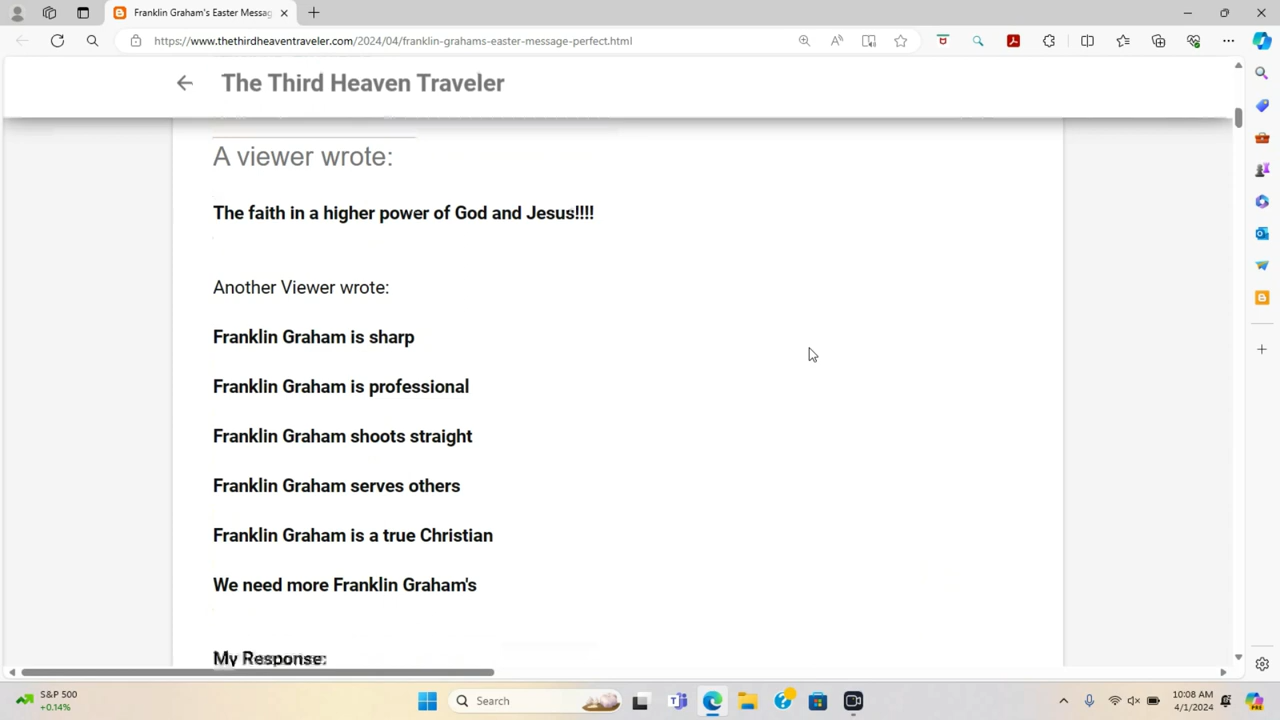 Franklin Graham's Easter Messag
https://www.thethirdheaventraveler.com/2024/04/franklin-grahams-easter-message-perfect.html
The Third Heaven Traveler
A viewer wrote:
The faith in a higher power of God and Jesus!!!!
Another Viewer wrote:
Franklin Graham is sharp
Franklin Graham is professional
Franklin Graham shoots straight
Franklin Graham serves others
Franklin Graham is a true Christian
We need more Franklin Graham's
My Response:
S&P 500
+0.14%
Search
10:08 AM
4/1/2024